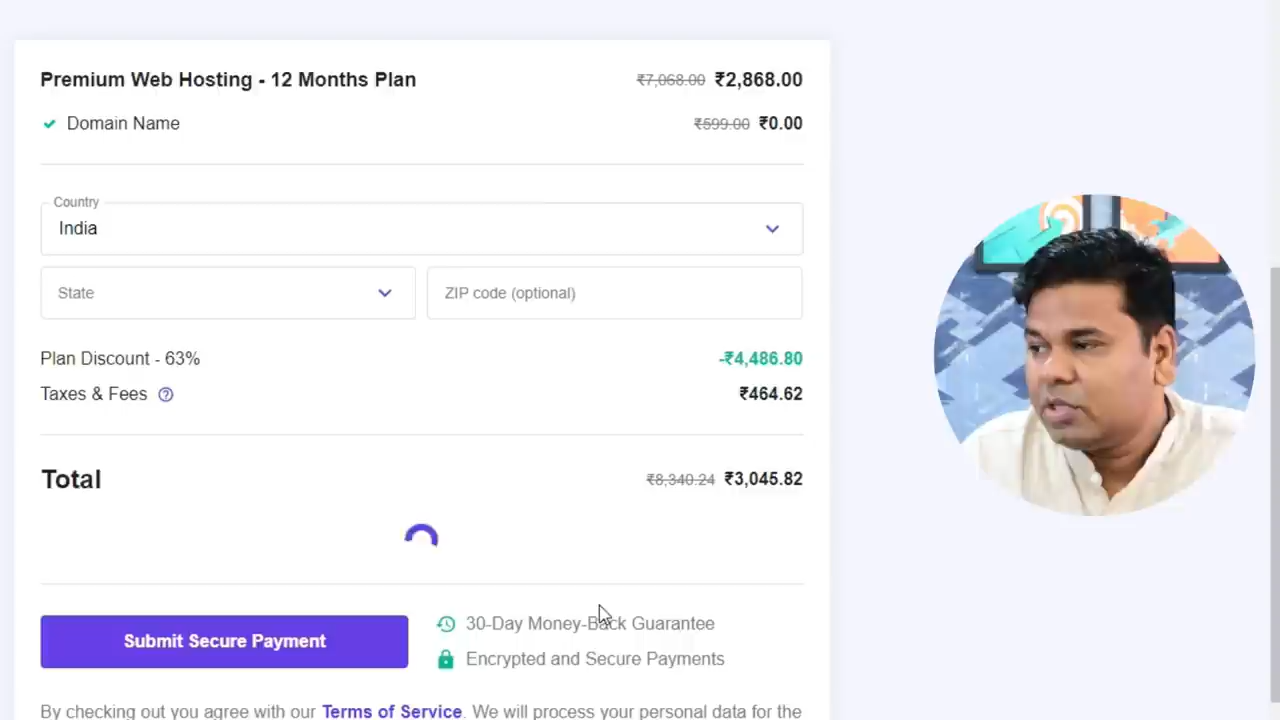 Premium Web Hosting - 12 Months Plan ₹7,068.00 ₹2,868.00
Domain Name ₹599.00 ₹0.00
Country
India
State ZIP code (optional)
Plan Discount - 63% -₹4,486.80
Taxes & Fees ₹464.62
Total ₹8,340.24 ₹3,045.82
Submit Secure Payment
30-Day Money-Back Guarantee
Encrypted and Secure Payments
By checking out you agree with our Terms of Service. We will process your personal data for the